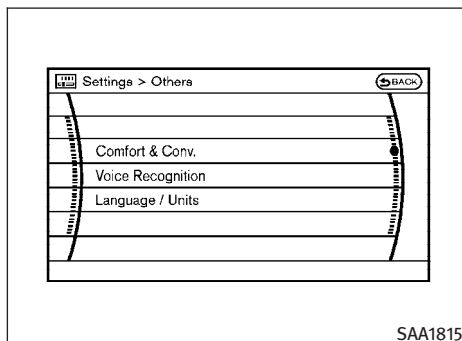 Settings > Others
BACK
Comfort & Conv.
Voice Recognition
Language / Units
SAA1815